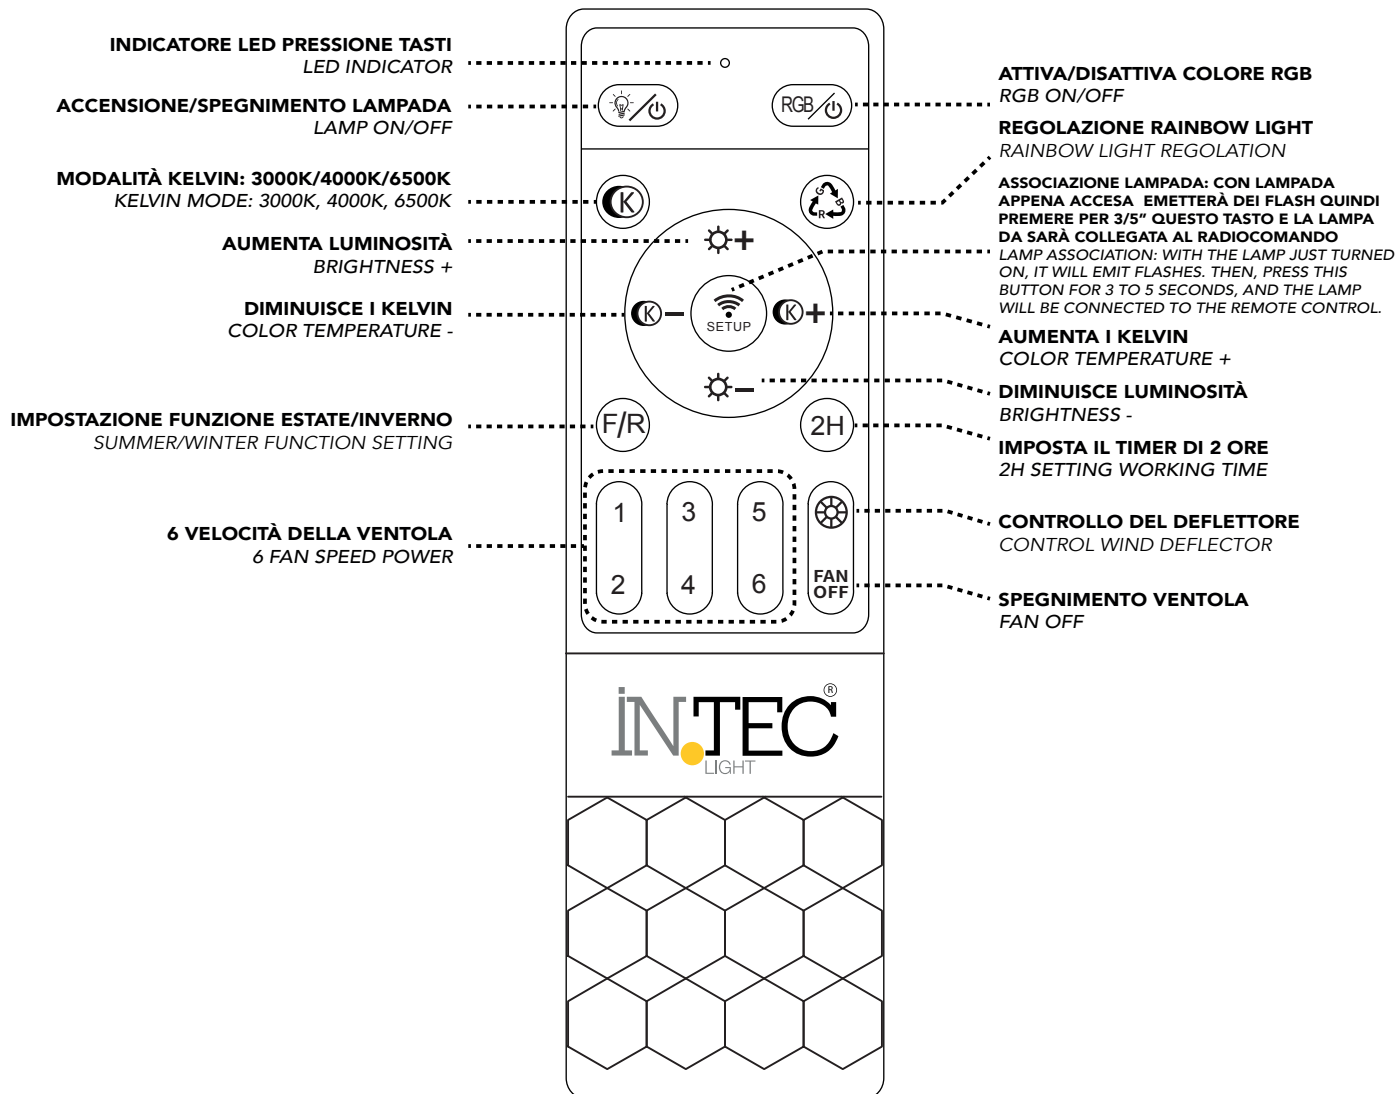 INDICATORE LED PRESSIONE TASTI
LED INDICATOR
ACCENSIONE/SPEGNIMENTO LAMPADA
LAMP ON/OFF
MODALITÀ KELVIN: 3000K/4000K/6500K
KELVIN MODE: 3000K, 4000K, 6500K
AUMENTA LUMINOSITÀ
BRIGHTNESS +
DIMINUISCE I KELVIN
COLOR TEMPERATURE -
IMPOSTAZIONE FUNZIONE ESTATE/INVERNO
SUMMER/WINTER FUNCTION SETTING
6 VELOCITÀ DELLA VENTOLA
6 FAN SPEED POWER
RGB/
K
G
B
R
+
K −
SETUP
K +
−
F/R
2H
1 3 5
2 4 6
FAN
OFF
iN.TEC®
LIGHT
ATTIVA/DISATTIVA COLORE RGB
RGB ON/OFF
REGOLAZIONE RAINBOW LIGHT
RAINBOW LIGHT REGOLATION
ASSOCIAZIONE LAMPADA: CON LAMPADA
APPENA ACCESA EMETTERÀ DEI FLASH QUINDI
PREMERE PER 3/5" QUESTO TASTO E LA LAMPA
DA SARÀ COLLEGATA AL RADIOCOMANDO
LAMP ASSOCIATION: WITH THE LAMP JUST TURNED
ON, IT WILL EMIT FLASHES. THEN, PRESS THIS
BUTTON FOR 3 TO 5 SECONDS, AND THE LAMP
WILL BE CONNECTED TO THE REMOTE CONTROL.
AUMENTA I KELVIN
COLOR TEMPERATURE +
DIMINUISCE LUMINOSITÀ
BRIGHTNESS -
IMPOSTA IL TIMER DI 2 ORE
2H SETTING WORKING TIME
CONTROLLO DEL DEFLETTORE
CONTROL WIND DEFLECTOR
SPEGNIMENTO VENTOLA
FAN OFF